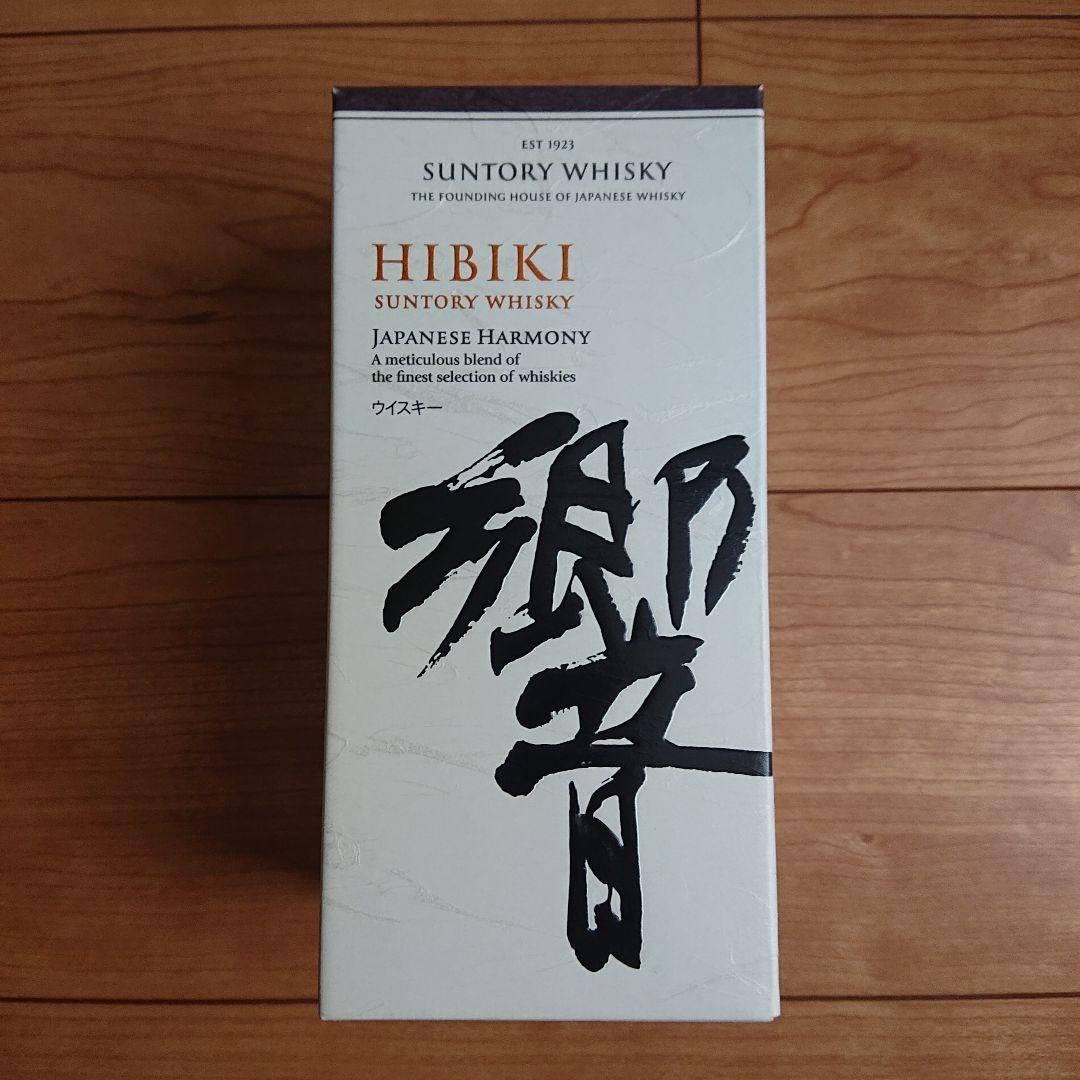 EST 1923
SUNTORY WHISKY
THE FOUNDING HOUSE OF JAPANESE WHISKY
HIBIKI
SUNTORY WHISKY
JAPANESE HARMONY
A meticulous blend of
the finest selection of whiskies
ウイスキー
響